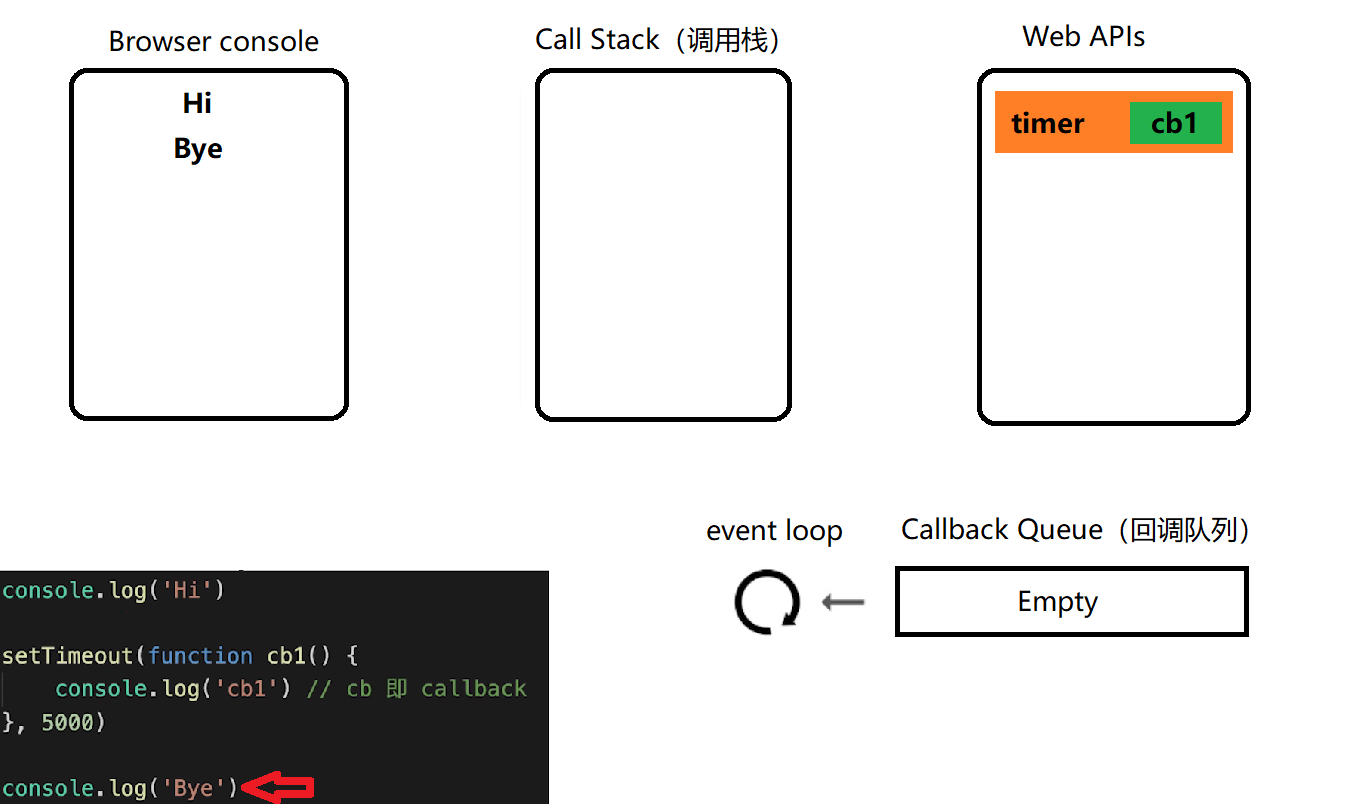 Browser console
Call Stack（调用栈）
Web APIs
Hi
Bye
timer
cb1
event loop
Callback Queue（回调队列）
Empty
console.log('Hi')
setTimeout(function cb1() {
    console.log('cb1') // cb 即 callback
}, 5000)
console.log('Bye')